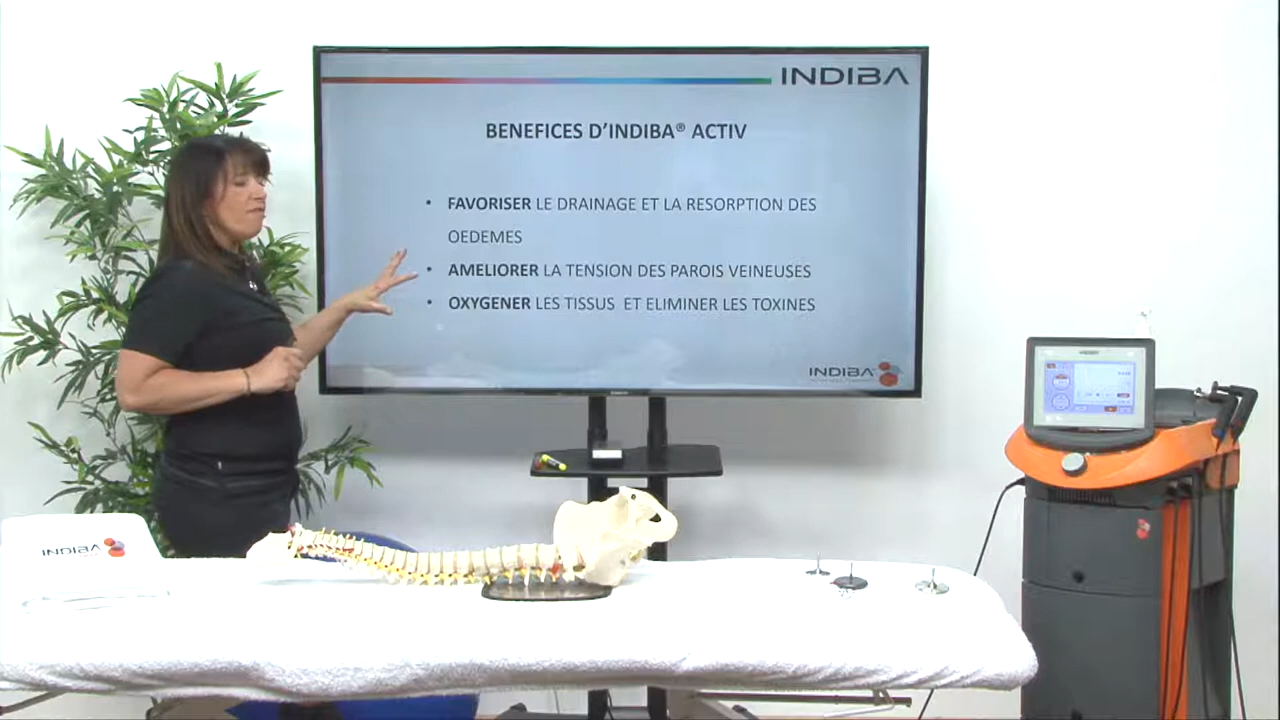 INDIBA
BENEFICES D’INDIBA® ACTIV
• FAVORISER LE DRAINAGE ET LA RESORPTION DES
OEDEMES
• AMELIORER LA TENSION DES PAROIS VEINEUSES
• OXYGENER LES TISSUS ET ELIMINER LES TOXINES
INDIBA
INDIBA